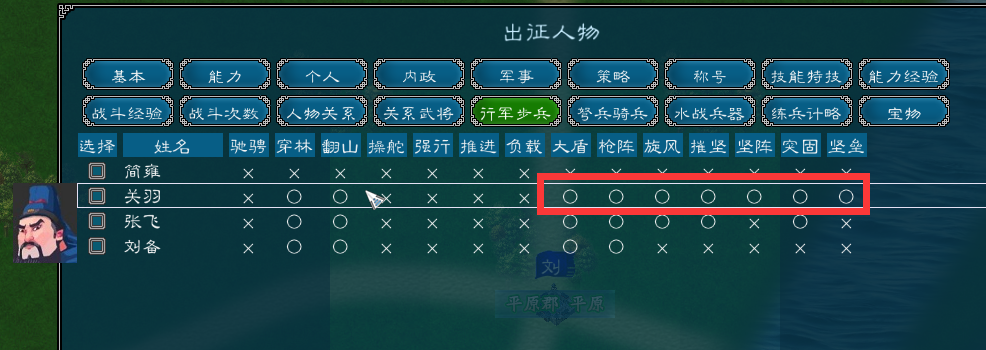 出征人物
基本 能力 个人 内政 军事 策略 称号 技能特技 能力经验
战斗经验 战斗次数 人物关系 关系武将 行军步兵 弩兵骑兵 水战兵器 练兵计略 宝物
选择 姓名 驰骋 穿林 翻山 操舵 强行 推进 负载 大盾 枪阵 旋风 摧坚 坚阵 突固 坚垒
简雍 × × × × × × × × × × × × × ×
关羽 × ○ ○ × × × × ○ ○ ○ ○ ○ ○ ○
张飞 × ○ ○ × × × × ○ ○ ○ ○ × ○ ×
刘备 × ○ ○ × × × × ○ ○ × × × × ×
刘
平原郡 平原